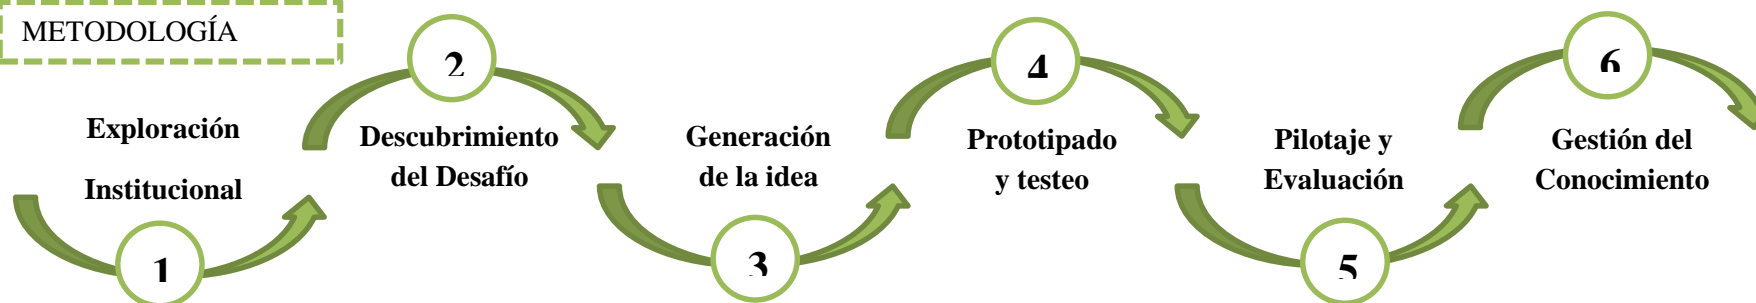 METODOLOGÍA
1
Exploración
Institucional
2
Descubrimiento
del Desafío
3
Generación
de la idea
4
Prototipado
y testeo
5
Pilotaje y
Evaluación
6
Gestión del
Conocimiento